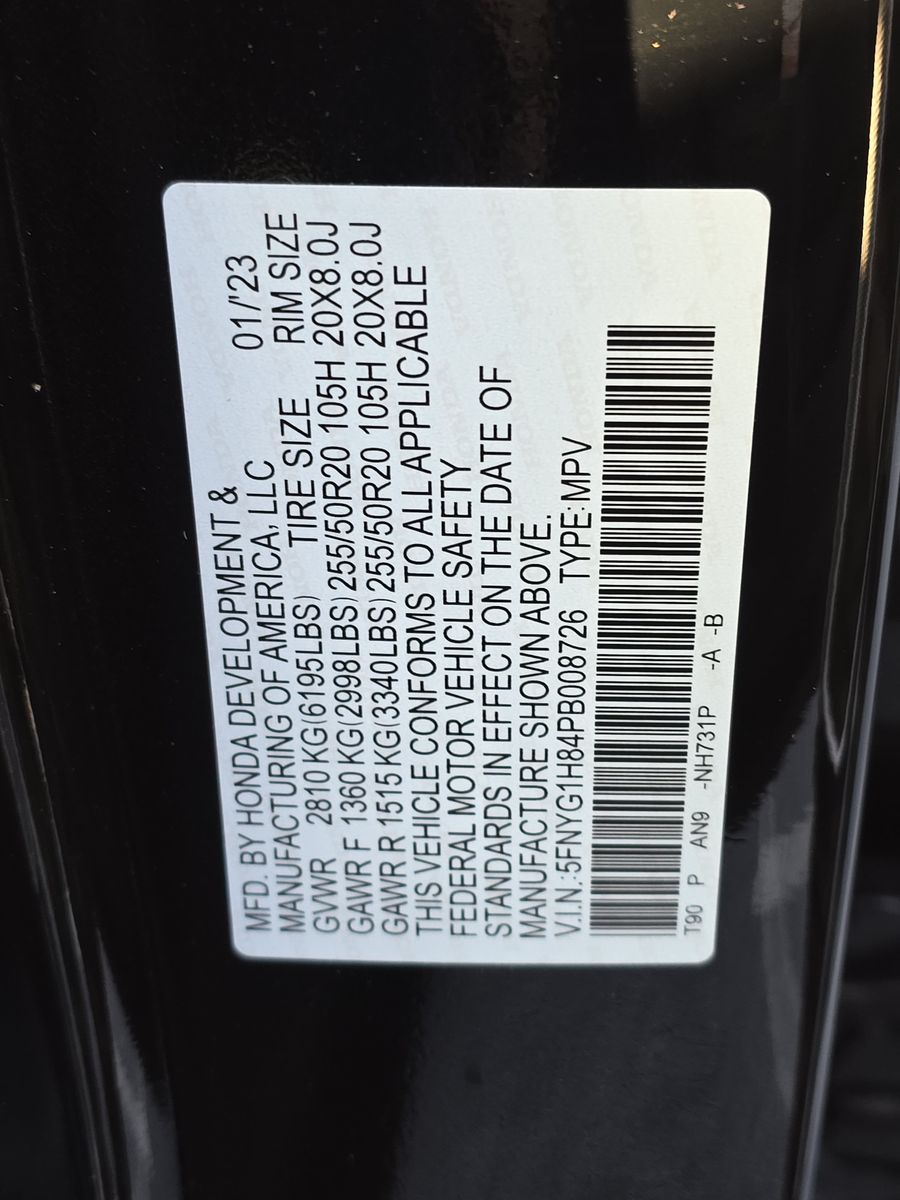 MFD. BY HONDA DEVELOPMENT &
MANUFACTURING OF AMERICA, LLC 01/'23
GVWR 2810 KG(6195LBS) TIRE SIZE RIM SIZE
GAWR F 1360 KG(2998LBS) 255/50R20 105H 20X8.0J
GAWR R 1515 KG(3340LBS) 255/50R20 105H 20X8.0J
THIS VEHICLE CONFORMS TO ALL APPLICABLE
FEDERAL MOTOR VEHICLE SAFETY
STANDARDS IN EFFECT ON THE DATE OF
MANUFACTURE SHOWN ABOVE.
V.I.N.:5FNYG1H84PB008726 TYPE:MPV
T90 P AN9 -NH731P -A -B